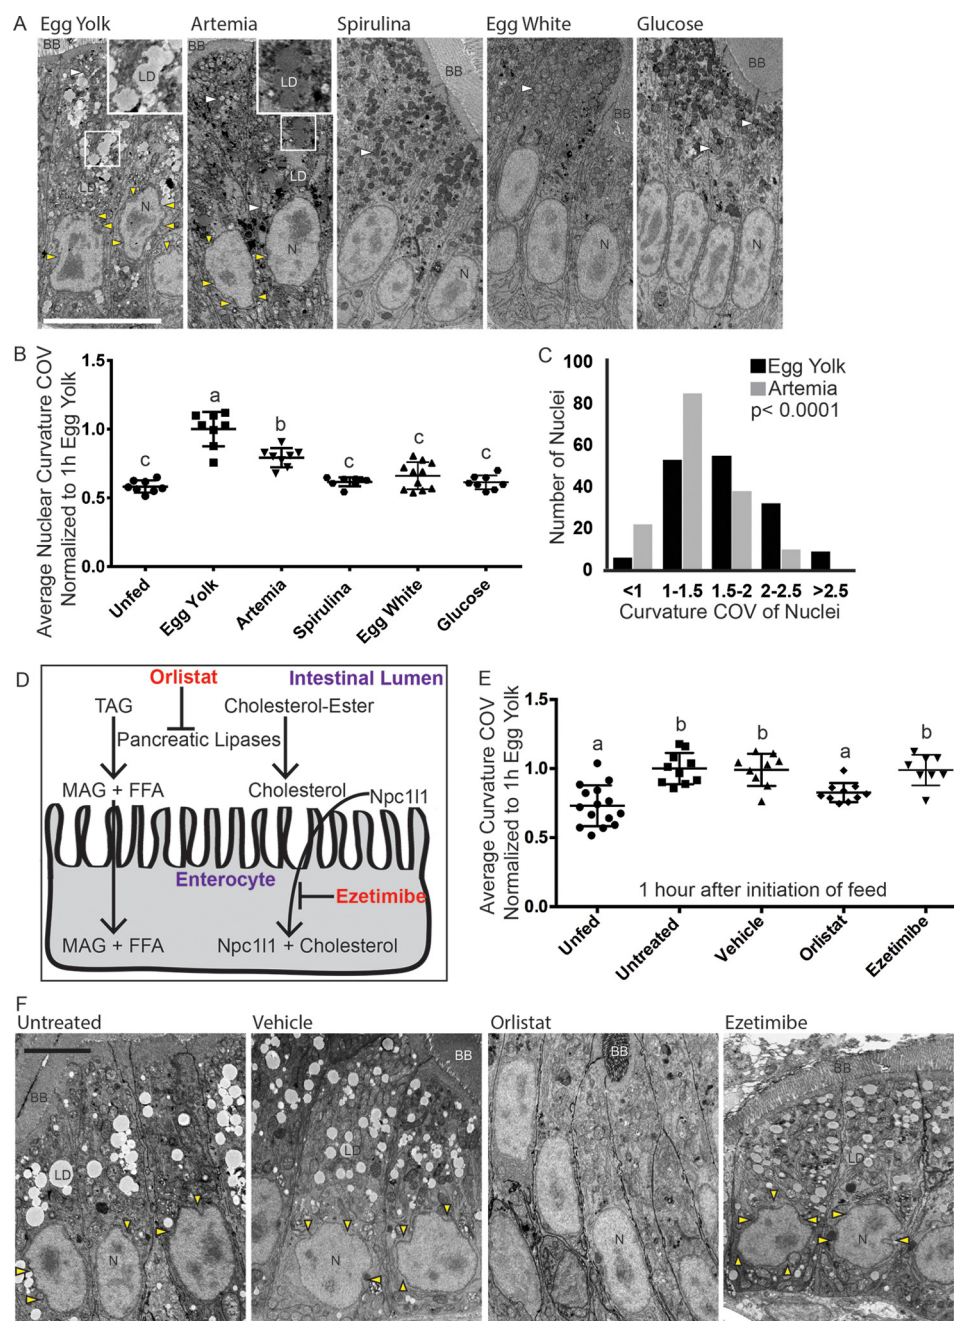 A
Egg Yolk
Artemia
Spirulina
Egg White
Glucose
BB
LD
LD
N
BB
LD
LD
N
BB
N
BB
N
BB
N
B
Average Nuclear Curvature COV
Normalized to 1h Egg Yolk
1.5
1.0
0.5
0.0
c
a
b
c
c
c
Unfed
Egg Yolk
Artemia
Spirulina
Egg White
Glucose
C
Number of Nuclei
100
80
60
40
20
0
Egg Yolk
Artemia
p< 0.0001
<1
1-1.5
1.5-2
2-2.5
>2.5
Curvature COV of Nuclei
D
Orlistat
Intestinal Lumen
TAG
Cholesterol-Ester
Pancreatic Lipases
MAG + FFA
Cholesterol
Npc1l1
Enterocyte
Ezetimibe
MAG + FFA
Npc1l1 + Cholesterol
E
Average Curvature COV
Normalized to 1h Egg Yolk
1.5
1.0
0.5
0.0
a
b
b
a
b
1 hour after initiation of feed
Unfed
Untreated
Vehicle
Orlistat
Ezetimibe
F
Untreated
Vehicle
Orlistat
Ezetimibe
BB
LD
N
BB
LD
N
BB
N
BB
LD
N